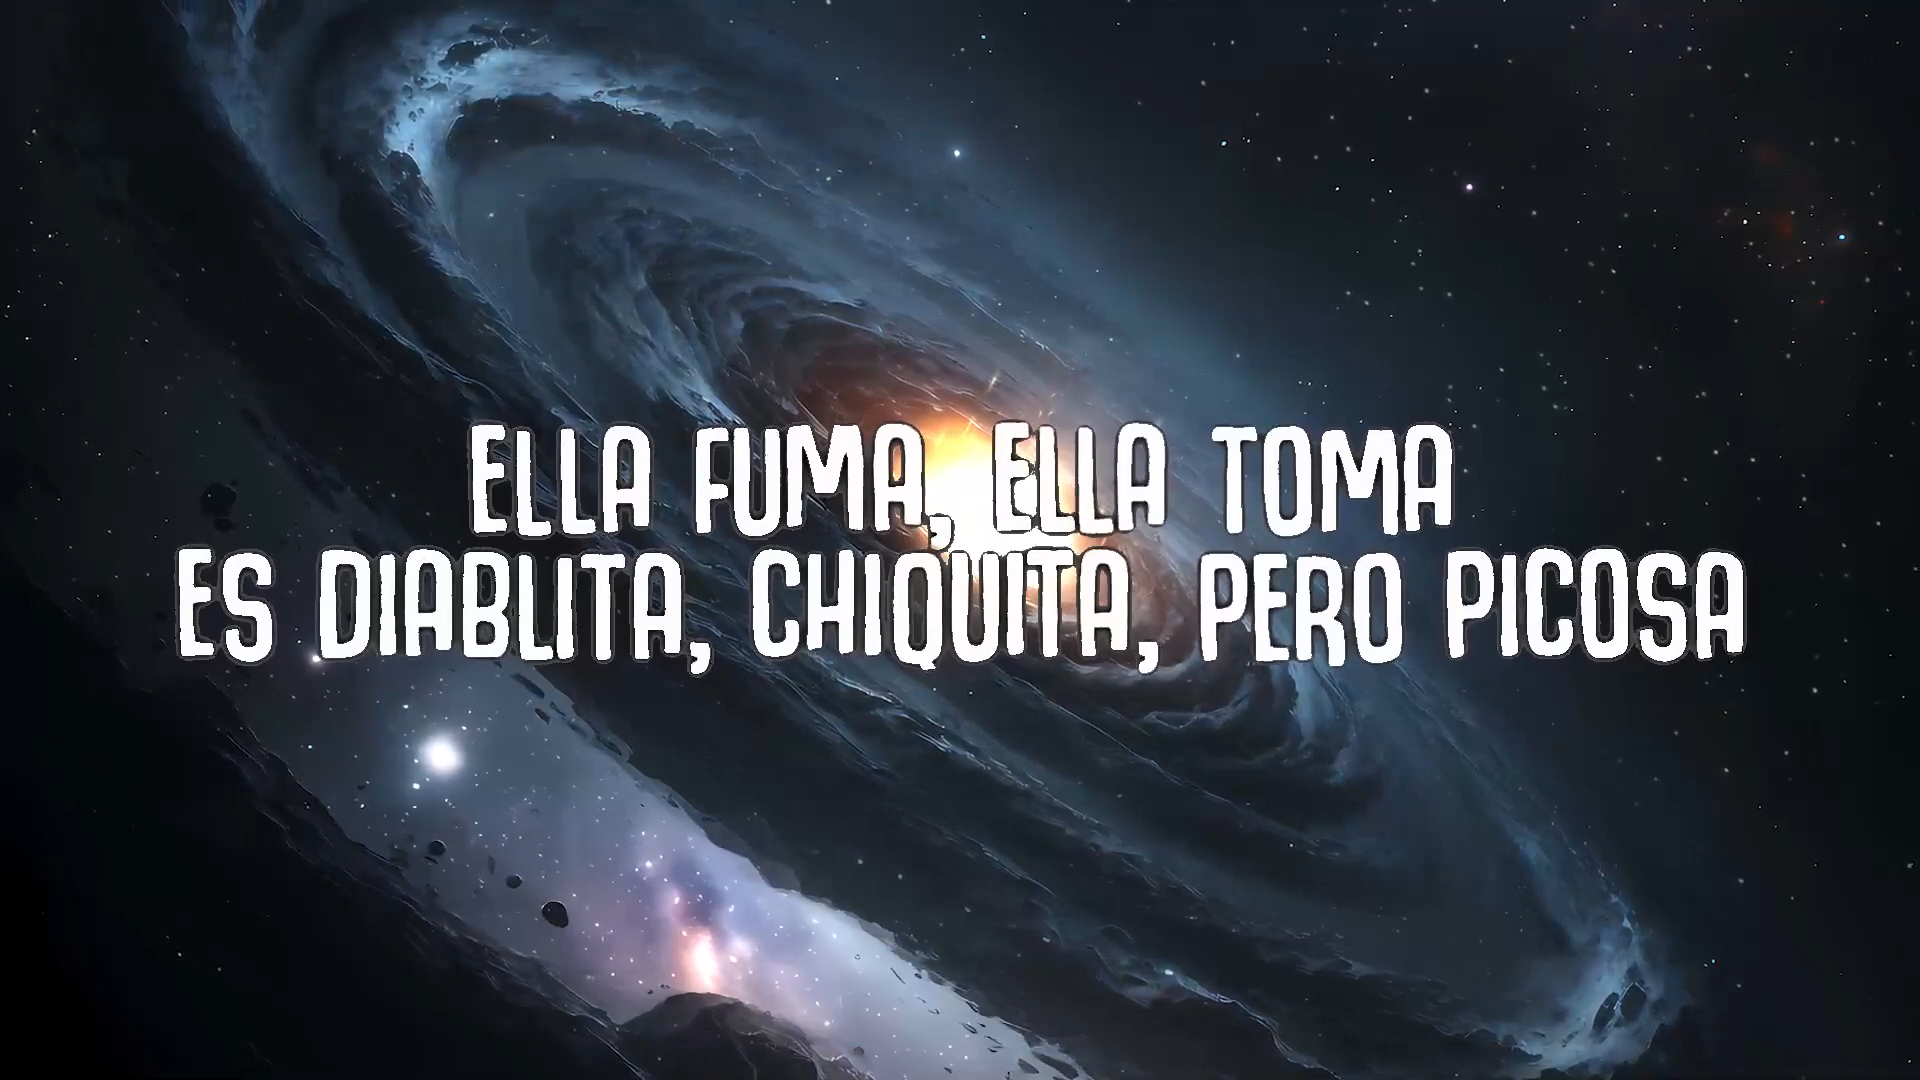 ELLA FUMA, ELLA TOMA
ES DIABLITA, CHIQUITA, PERO PICOSA